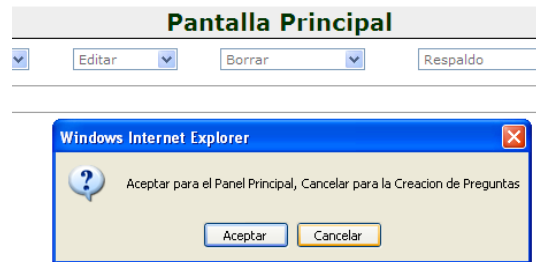 Pantalla Principal
Editar Borrar Respaldo
Windows Internet Explorer
Aceptar para el Panel Principal, Cancelar para la Creacion de Preguntas
Aceptar Cancelar